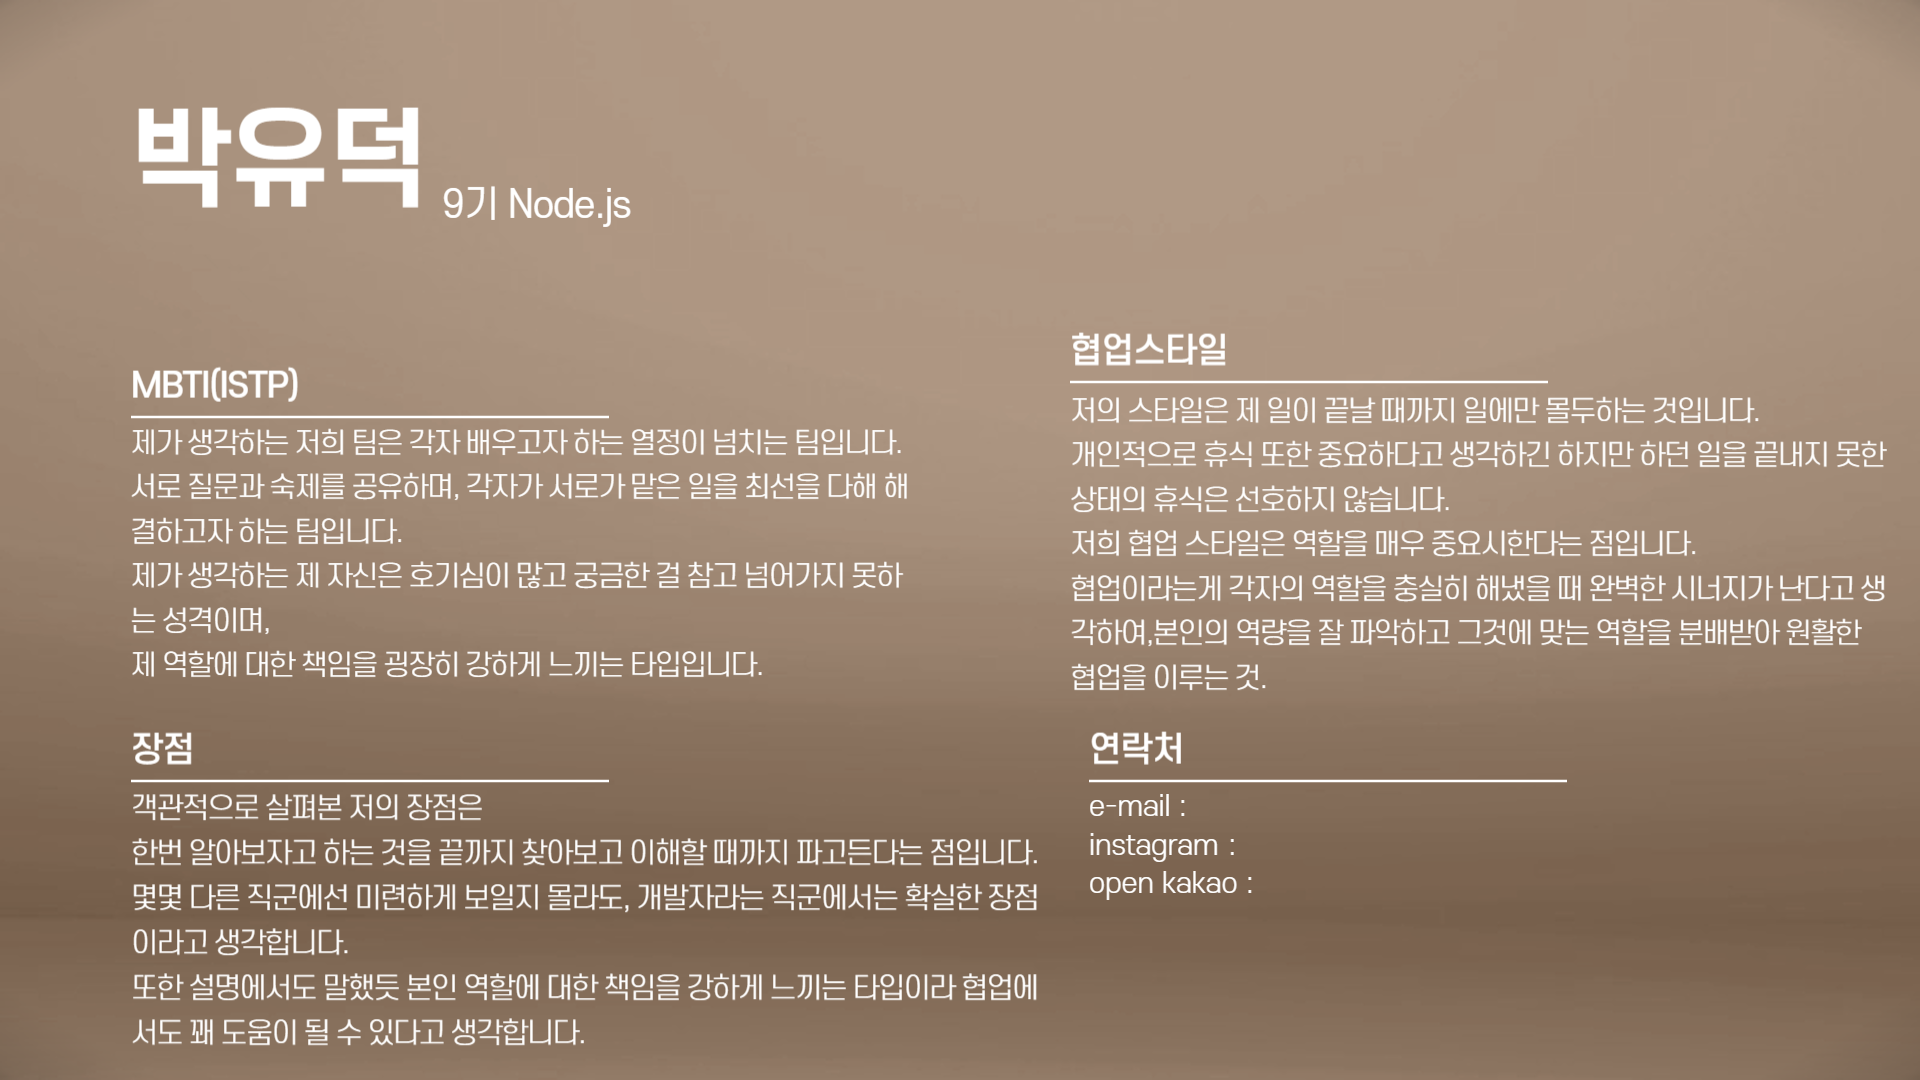 박유덕
9기 Node.js
MBTI(ISTP)
제가 생각하는 저희 팀은 각자 배우고자 하는 열정이 넘치는 팀입니다.
서로 질문과 숙제를 공유하며, 각자가 서로가 맡은 일을 최선을 다해 해
결하고자 하는 팀입니다.
제가 생각하는 제 자신은 호기심이 많고 궁금한 걸 참고 넘어가지 못하
는 성격이며,
제 역할에 대한 책임을 굉장히 강하게 느끼는 타입입니다.
장점
객관적으로 살펴본 저의 장점은
한번 알아보자고 하는 것을 끝까지 찾아보고 이해할 때까지 파고든다는 점입니다.
몇몇 다른 직군에선 미련하게 보일지 몰라도, 개발자라는 직군에서는 확실한 장점
이라고 생각합니다.
또한 설명에서도 말했듯 본인 역할에 대한 책임을 강하게 느끼는 타입이라 협업에
서도 꽤 도움이 될 수 있다고 생각합니다.
협업스타일
저의 스타일은 제 일이 끝날 때까지 일에만 몰두하는 것입니다.
개인적으로 휴식 또한 중요하다고 생각하긴 하지만 하던 일을 끝내지 못한
상태의 휴식은 선호하지 않습니다.
저희 협업 스타일은 역할을 매우 중요시한다는 점입니다.
협업이라는게 각자의 역할을 충실히 해냈을 때 완벽한 시너지가 난다고 생
각하여,본인의 역량을 잘 파악하고 그것에 맞는 역할을 분배받아 원활한
협업을 이루는 것.
연락처
e-mail :
instagram :
open kakao :